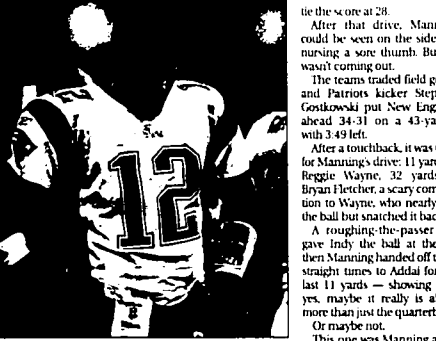 12
tie the score at 28.
After that drive, Mann
could be seen on the side
nursing a sore thumb. Bu
wasn't coming out.
The teams traded field g
and Patriots kicker Step
Gostkowski put New Eng
ahead 34-31 on a 43-ya
with 3:49 left.
After a touchback, it was
for Manning's drive: 11 yard
Reggie Wayne, 32 yards
Bryan Fletcher, a scary com
tion to Wayne, who nearly
the ball but snatched it bac
A roughing-the-passer
gave Indy the ball at the
then Manning handed off t
straight times to Addai for
last 11 yards — showing
yes, maybe it really is a
more than just the quarterb
Or maybe not.
This one was Manning a